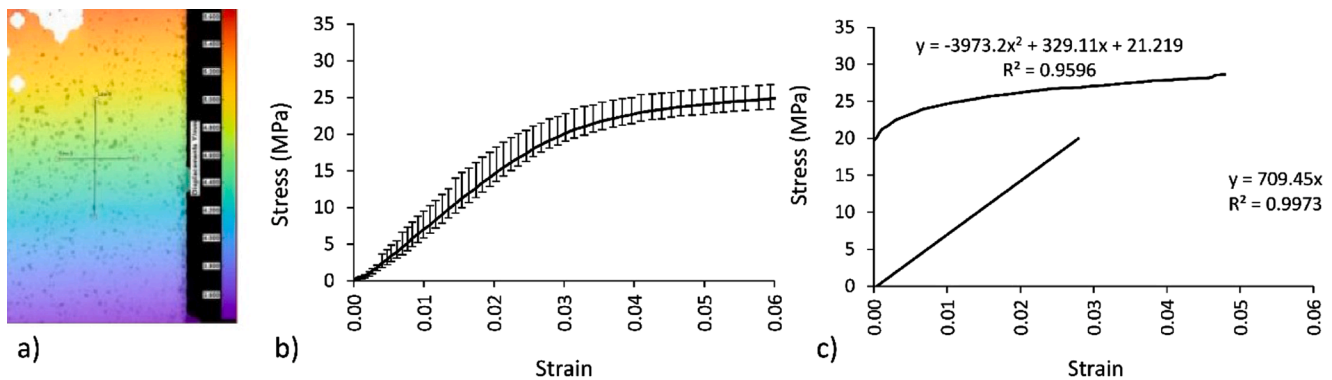 a)
35
30
25
20
15
10
5
0
Stress (MPa)
0.00
0.01
0.02
0.03
0.04
0.05
0.06
Strain
b)
35
30
25
20
15
10
5
0
Stress (MPa)
y = -3973.2x² + 329.11x + 21.219
R² = 0.9596
y = 709.45x
R² = 0.9973
0.00
0.01
0.02
0.03
0.04
0.05
0.06
Strain
c)